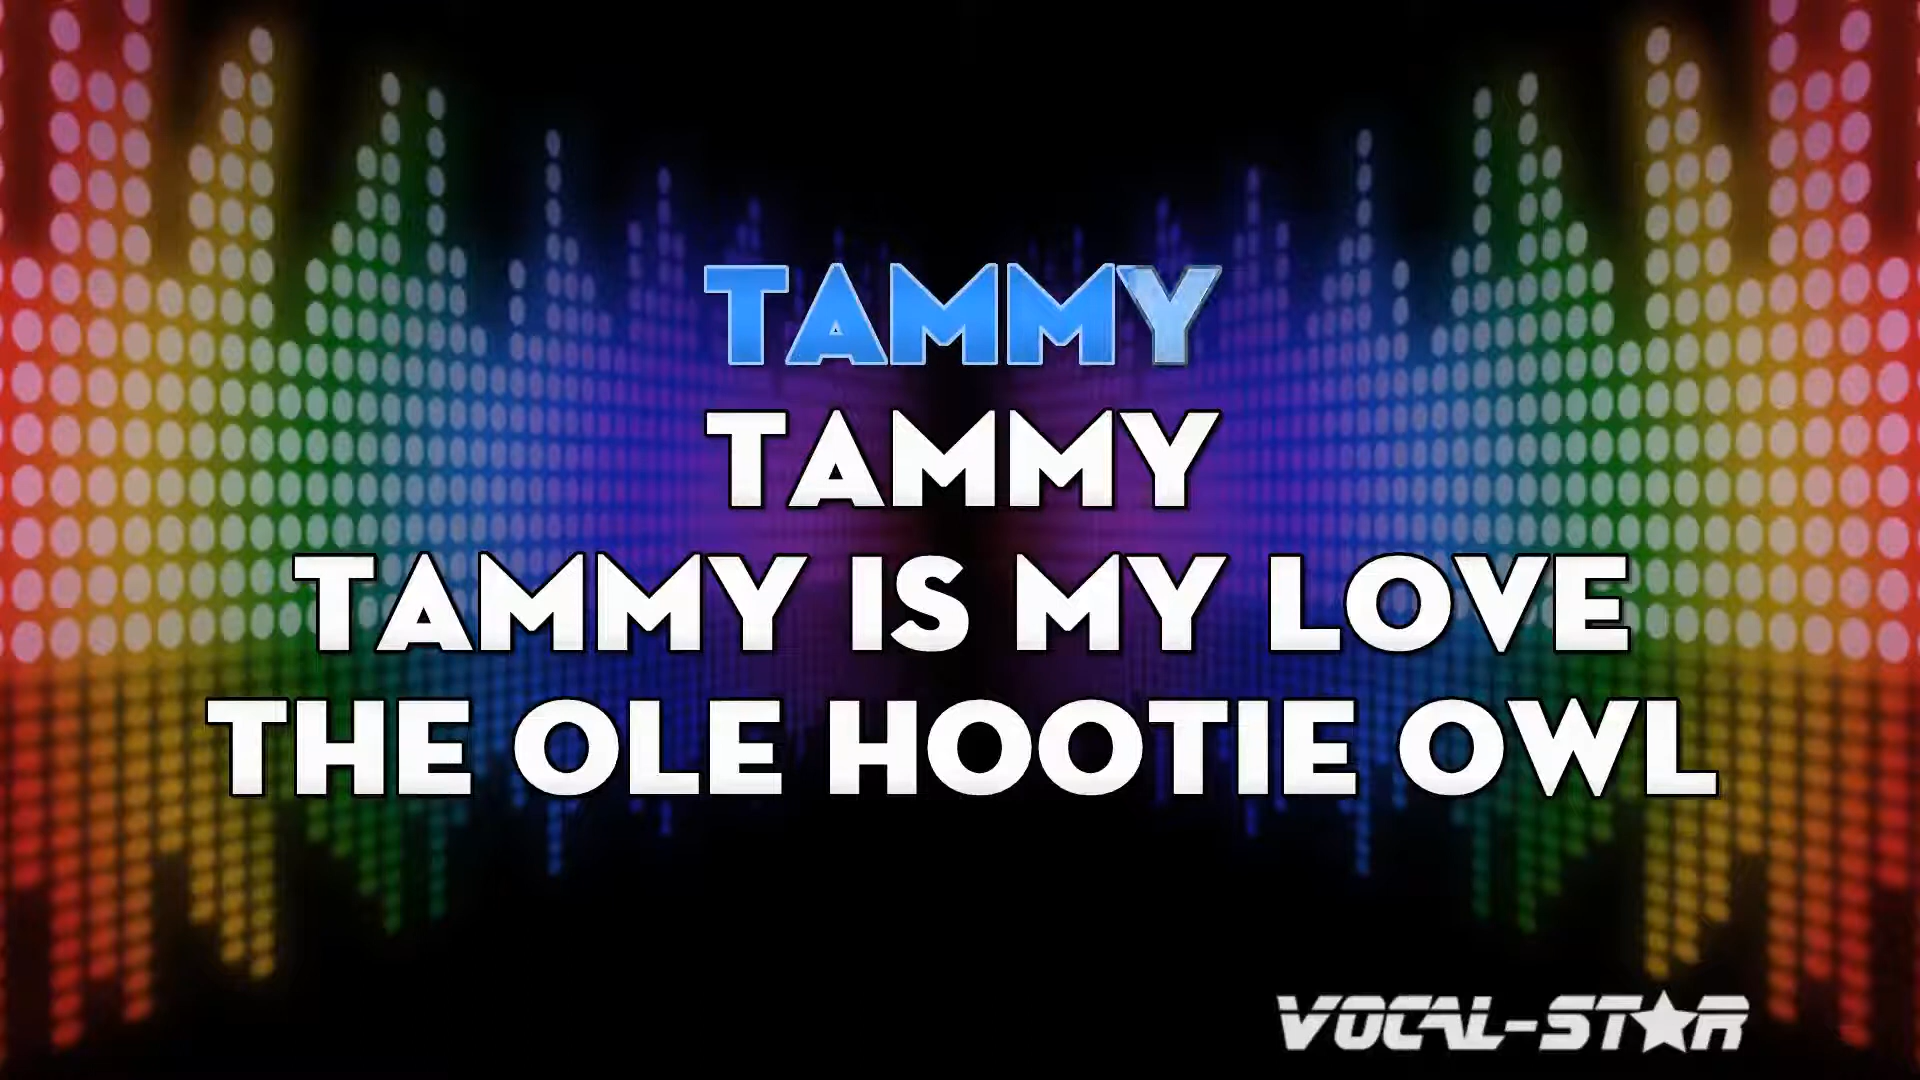 TAMMY
TAMMY
TAMMY IS MY LOVE
THE OLE HOOTIE OWL
VOCAL-STAR